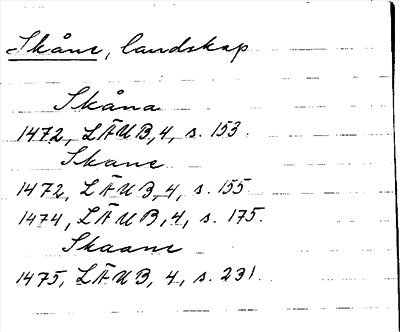 Skåne, landskap
Skåna
1472, LÄUB, 4, s. 153.
Skane
1472, LÄUB, 4, s. 155
1474, LÄUB, 4, s. 175.
Skaane
1475, LÄUB, 4, s. 231.